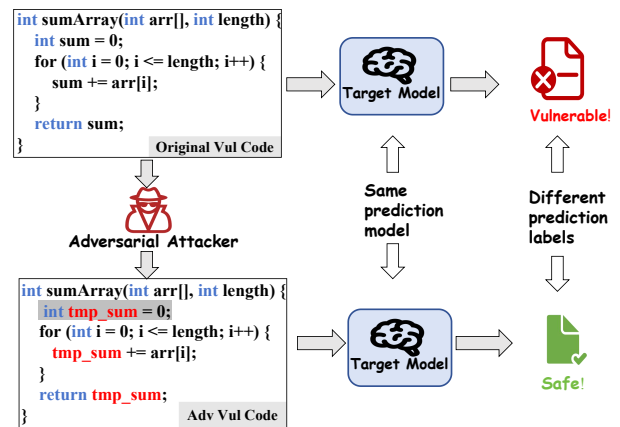 int sumArray(int arr[], int length) {
int sum = 0;
for (int i = 0; i <= length; i++) {
sum += arr[i];
}
return sum;
}
Original Vul Code
Target Model
Vulnerable!
Adversarial Attacker
Same
prediction
model
Different
prediction
labels
int sumArray(int arr[], int length) {
int tmp_sum = 0;
for (int i = 0; i <= length; i++) {
tmp_sum += arr[i];
}
return tmp_sum;
}
Adv Vul Code
Target Model
Safe!